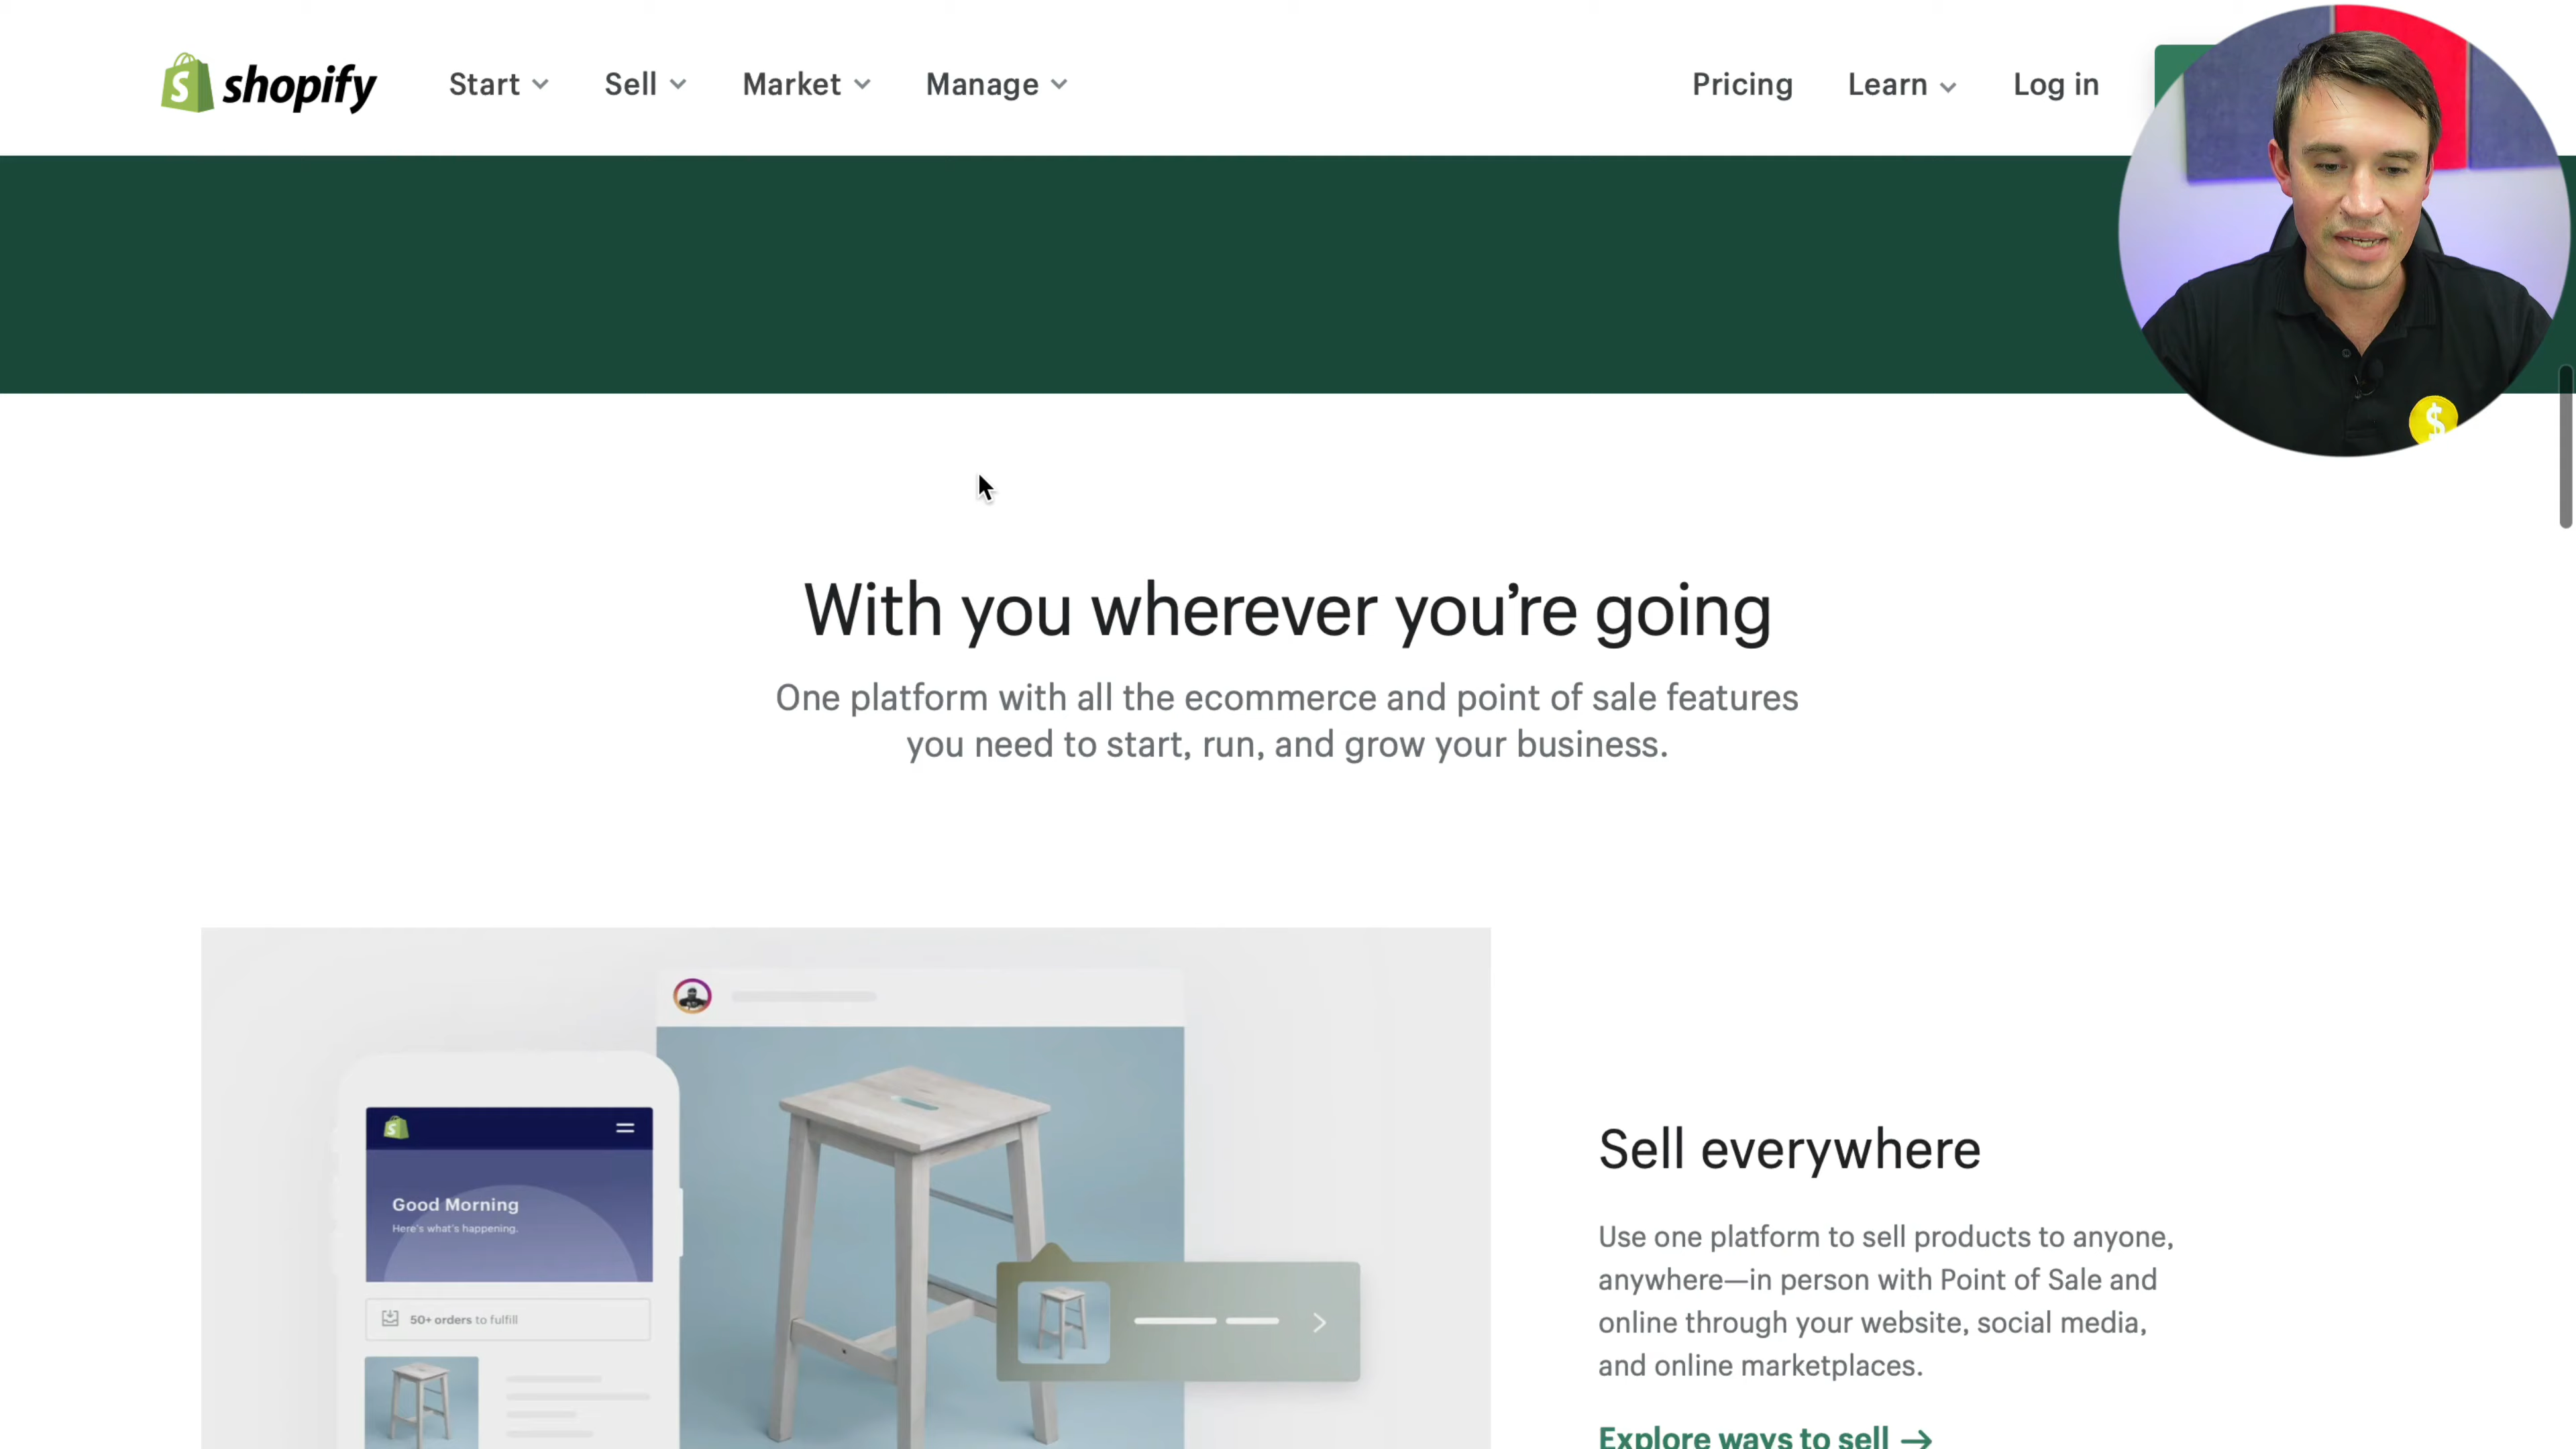 shopify
Start
Sell
Market
Manage
Pricing
Learn
Log in
$
With you wherever you're going
One platform with all the ecommerce and point of sale features
you need to start, run, and grow your business.
Good Morning
Here's what's happening.
50+ orders to fulfill
Sell everywhere
Use one platform to sell products to anyone,
anywhere—in person with Point of Sale and
online through your website, social media,
and online marketplaces.
Explore ways to sell →